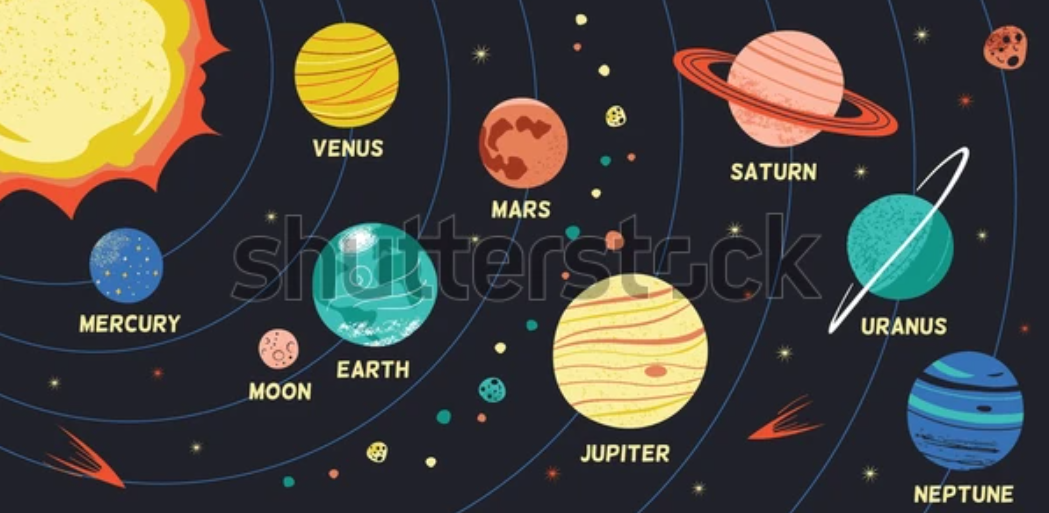 VENUS
SATURN
MARS
shutterstock
MERCURY
URANUS
EARTH
MOON
JUPITER
NEPTUNE